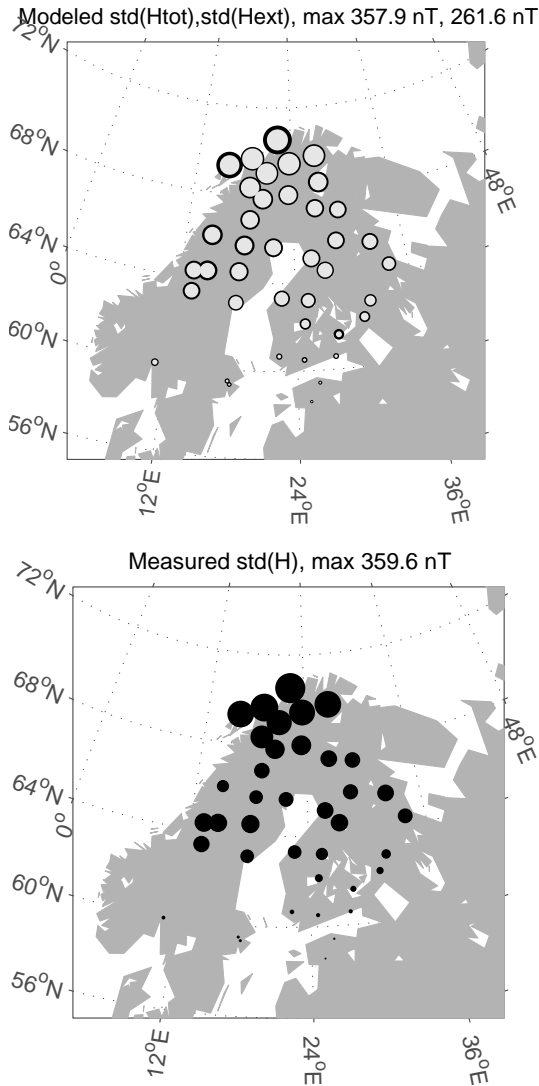 Modeled std(Htot),std(Hext), max 357.9 nT, 261.6 nT
72°N
68°N
64°N
0°
60°N
56°N
12°E
24°E
36°E
48°E
Measured std(H), max 359.6 nT
72°N
68°N
64°N
0°
60°N
56°N
12°E
24°E
36°E
48°E